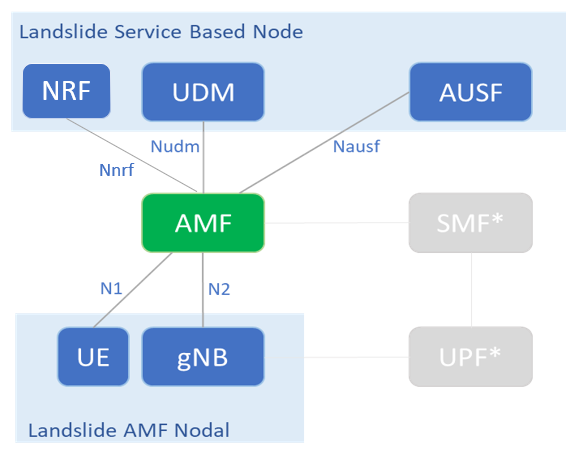 Landslide Service Based Node
NRF
UDM
AUSF
Nudm
Nausf
Nnrf
AMF
SMF*
N1
N2
UE
gNB
UPF*
Landslide AMF Nodal